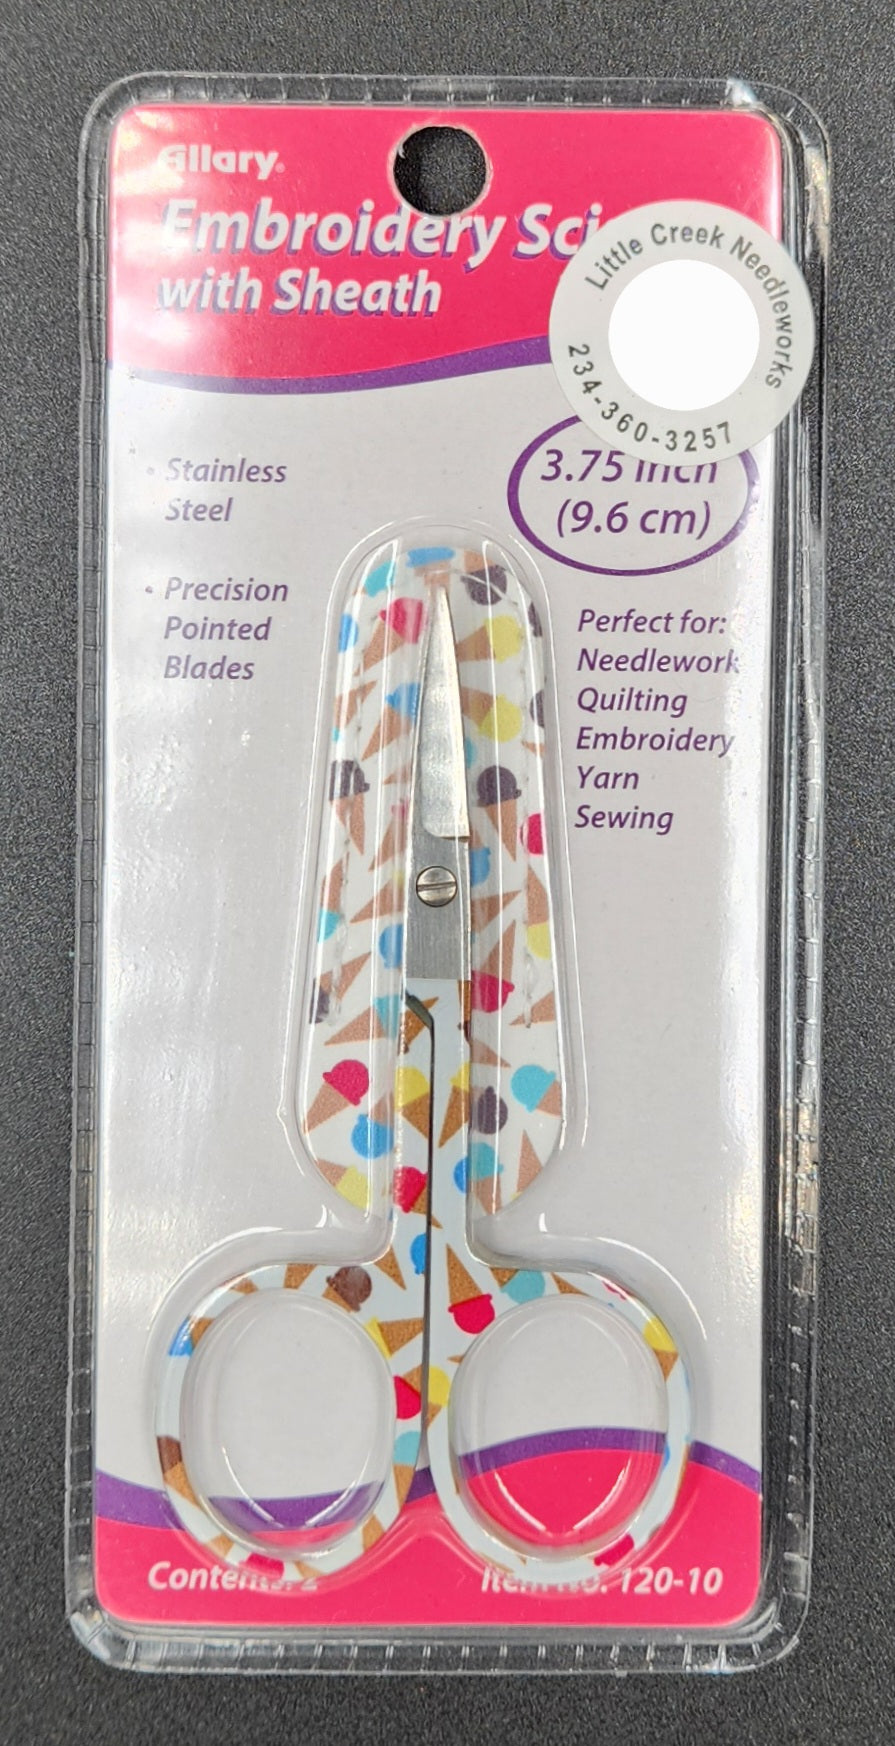 Allary®
Embroidery Sci
with Sheath
Little Creek Needleworks
234-360-3257
3.75 inch
(9.6 cm)
• Stainless
Steel
• Precision
Pointed
Blades
Perfect for:
Needlework
Quilting
Embroidery
Yarn
Sewing
Contents: 2
Item No. 120-10